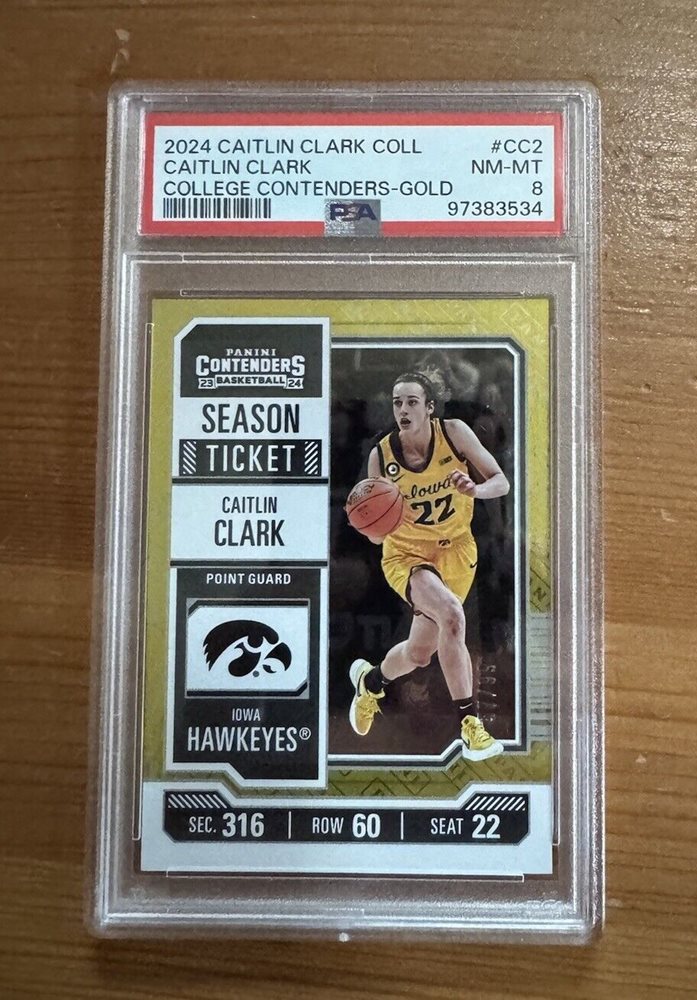 2024 CAITLIN CLARK COLL #CC2
CAITLIN CLARK NM-MT
COLLEGE CONTENDERS-GOLD 8
PSA 97383534
PANINI
CONTENDERS
23 BASKETBALL 24
SEASON
TICKET
CAITLIN
CLARK
POINT GUARD
IOWA
HAWKEYES®
Iowa
22
SEC. 316 | ROW 60 | SEAT 22